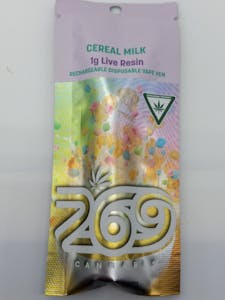 CEREAL MILK
1g Live Resin
RECHARGEABLE DISPOSABLE VAPE PEN
269
CANNABIS